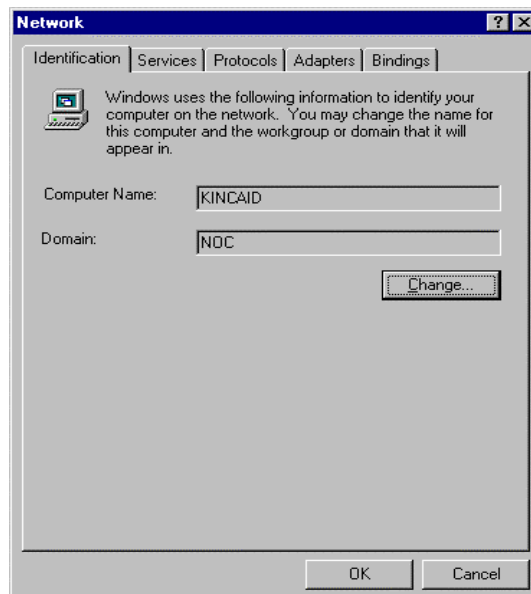 Network
Identification Services Protocols Adapters Bindings
Windows uses the following information to identify your
computer on the network. You may change the name for
this computer and the workgroup or domain that it will
appear in.
Computer Name: KINCAID
Domain: NOC
Change...
OK Cancel